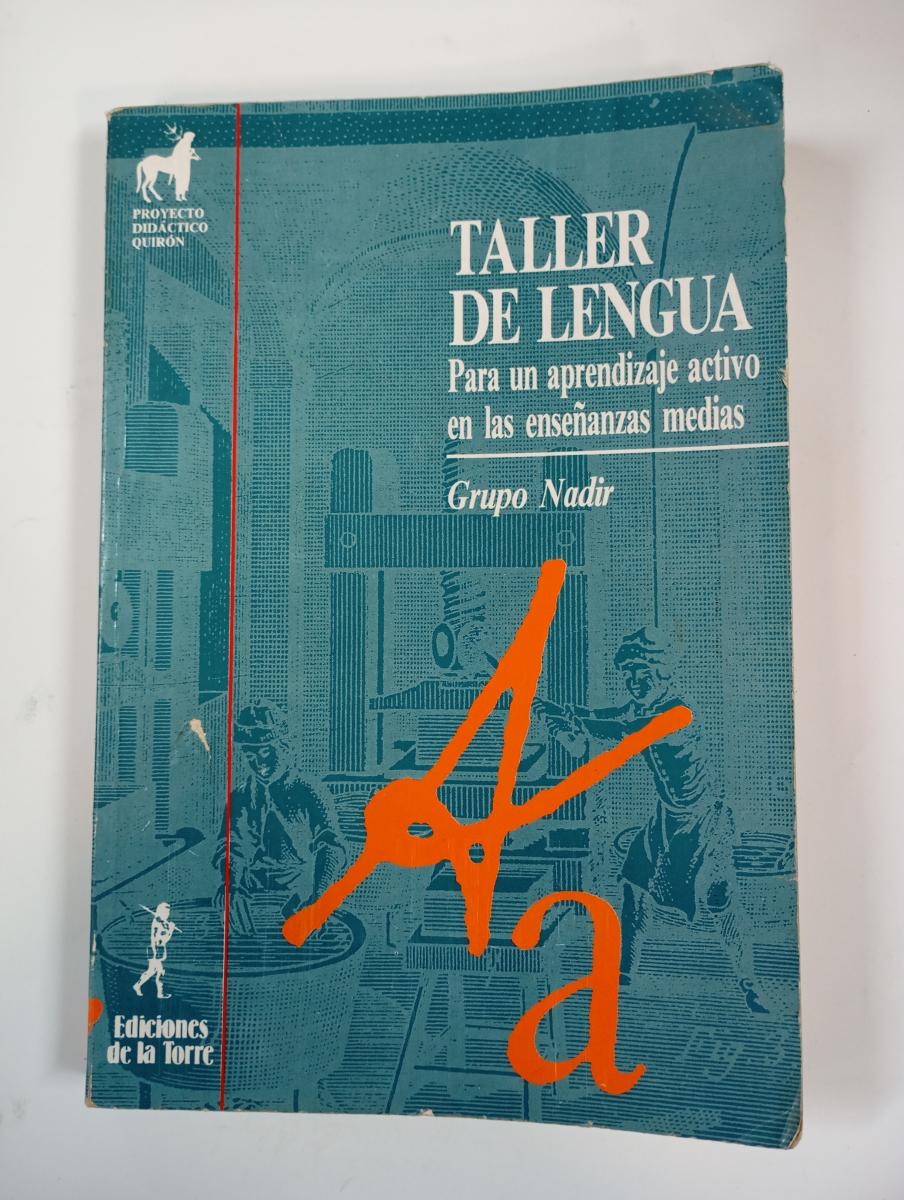 PROYECTO
DIDÁCTICO
QUIRÓN
TALLER
DE LENGUA
Para un aprendizaje activo
en las enseñanzas medias
Grupo Nadir
A
a
Ediciones
de la Torre